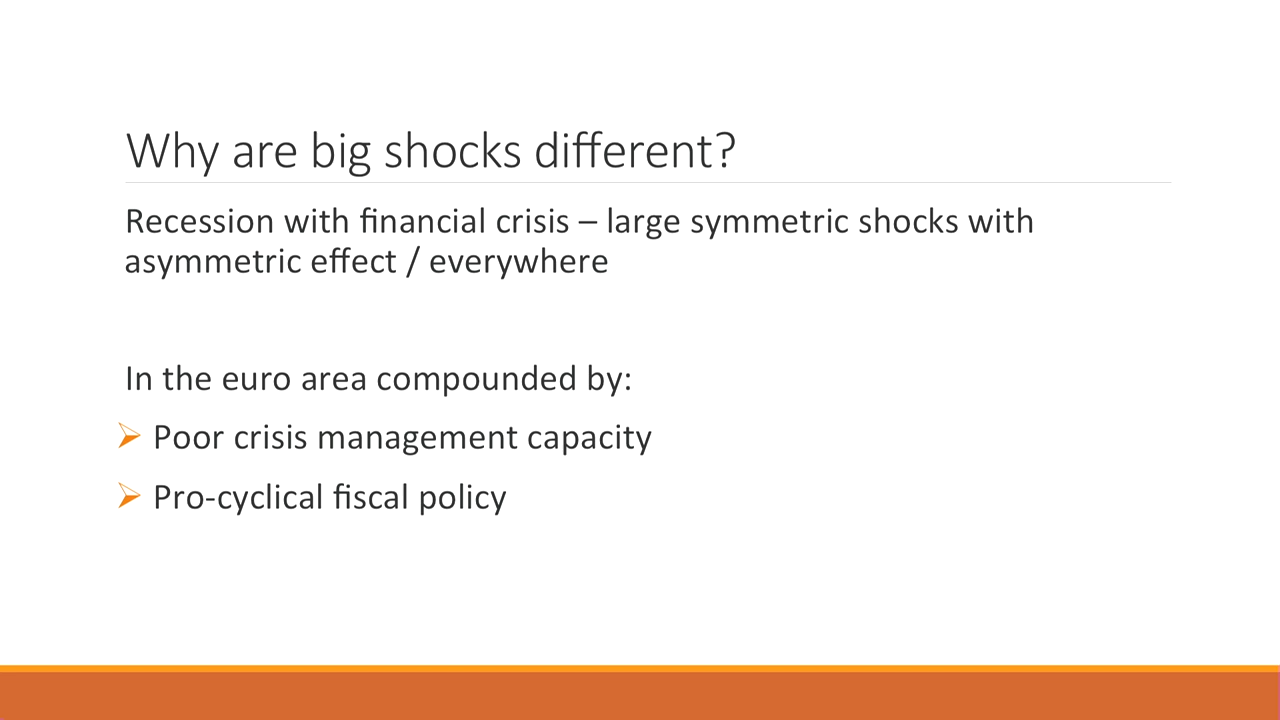 Why are big shocks different?
Recession with financial crisis – large symmetric shocks with
asymmetric effect / everywhere
In the euro area compounded by:
Poor crisis management capacity
Pro-cyclical fiscal policy